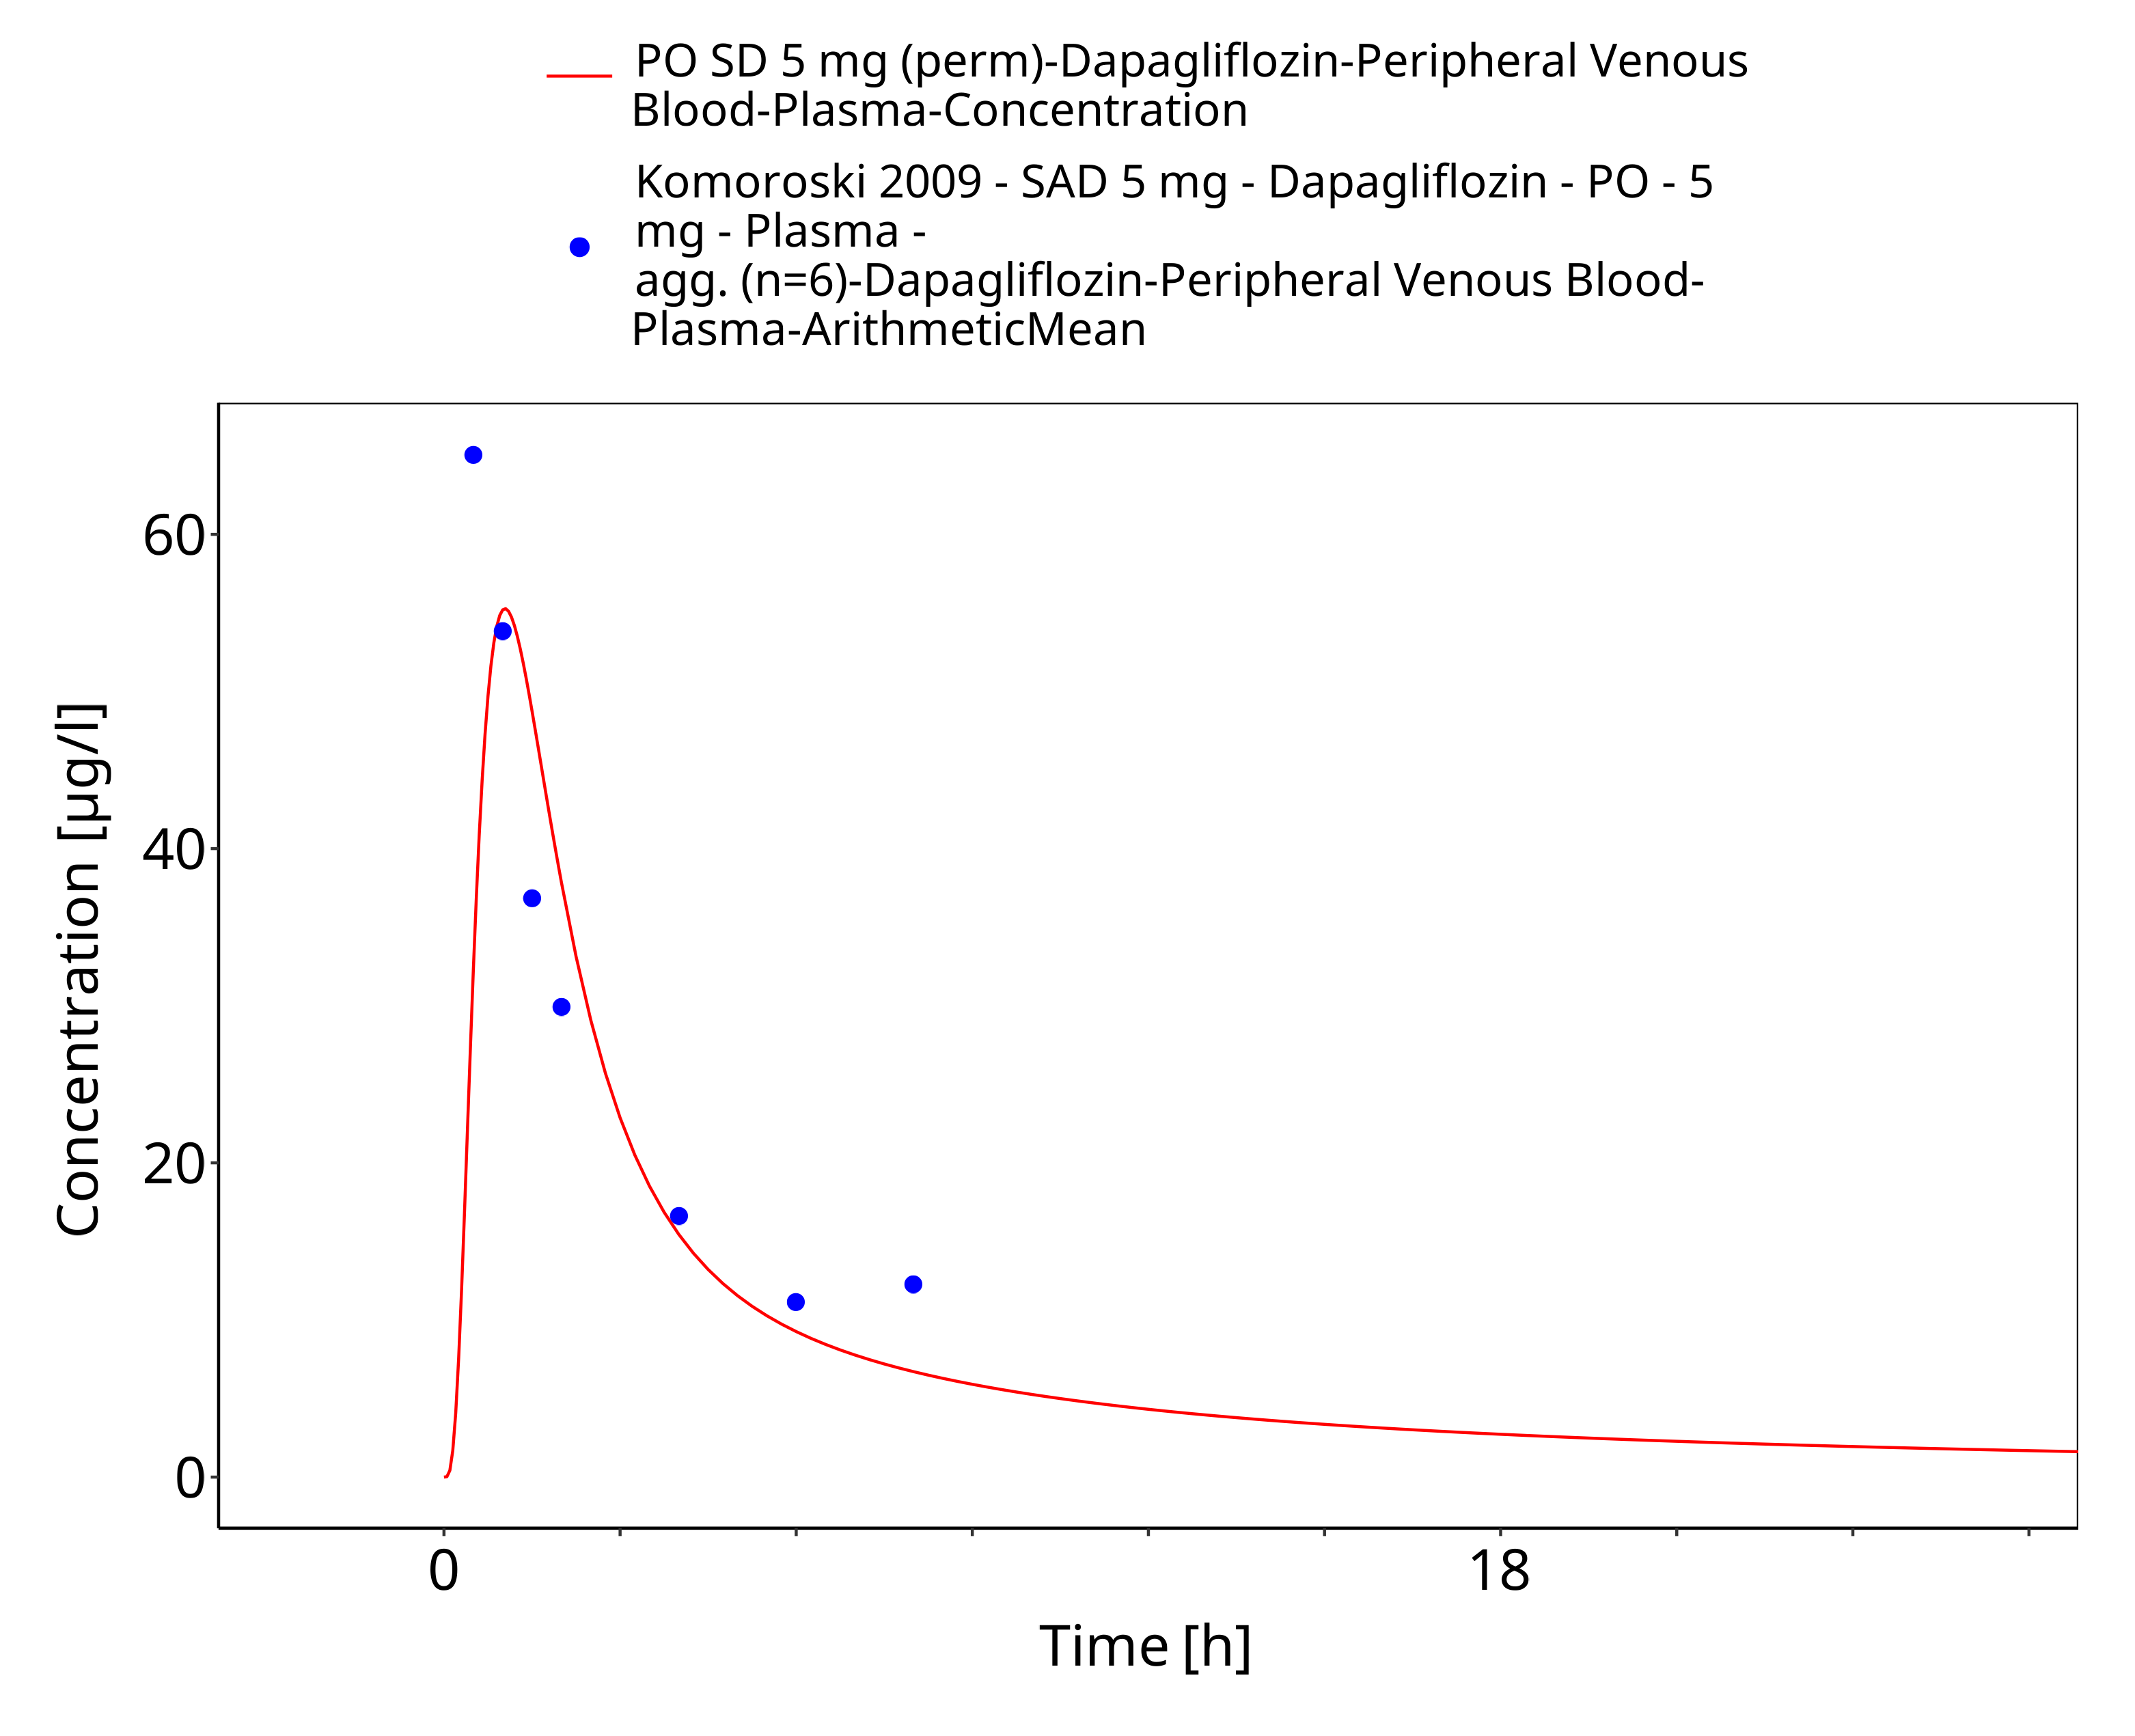 PO SD 5 mg (perm)-Dapagliflozin-Peripheral Venous
Blood-Plasma-Concentration
Komoroski 2009 - SAD 5 mg - Dapagliflozin - PO - 5
mg - Plasma -
agg. (n=6)-Dapagliflozin-Peripheral Venous Blood-
Plasma-ArithmeticMean
Concentration [µg/l]
60
40
20
0
0
18
Time [h]